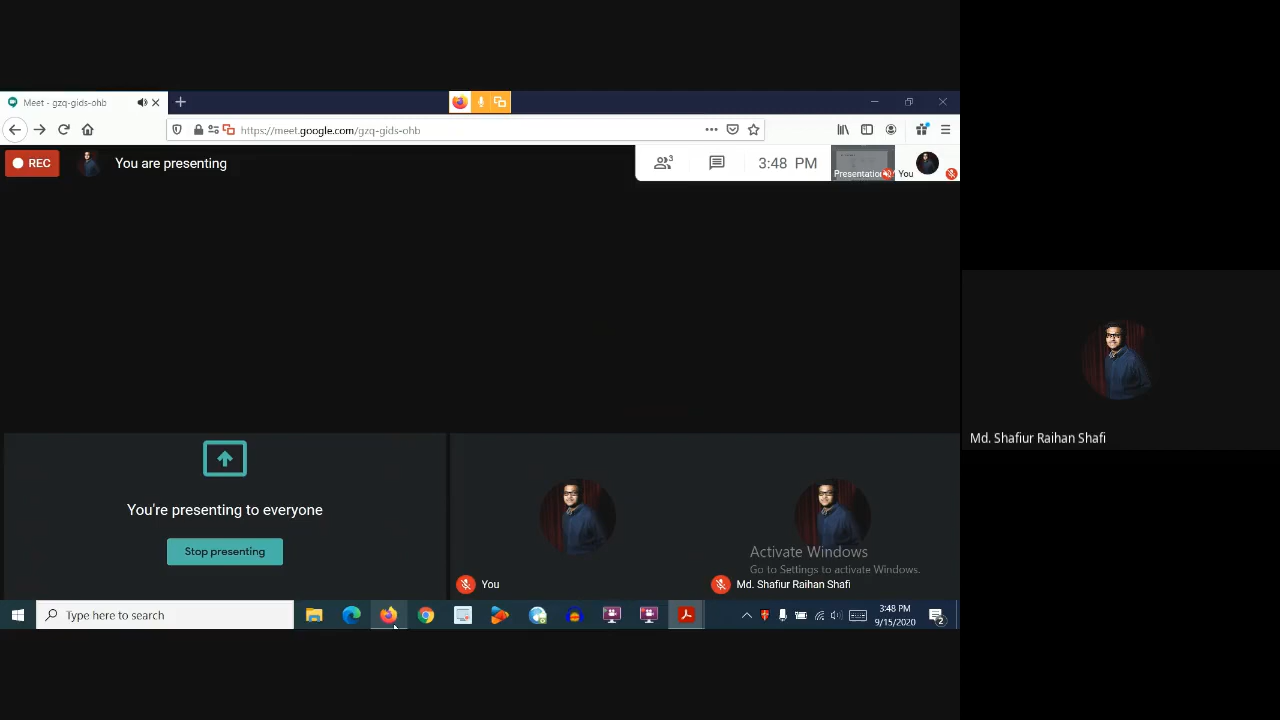 Meet - gzq-gids-ohb
https://meet.google.com/gzq-gids-ohb
REC
You are presenting
3
3:48 PM
Presentation
You
You're presenting to everyone
Stop presenting
You
Activate Windows
Go to Settings to activate Windows.
Md. Shafiur Raihan Shafi
Md. Shafiur Raihan Shafi
Type here to search
3:48 PM
9/15/2020
2